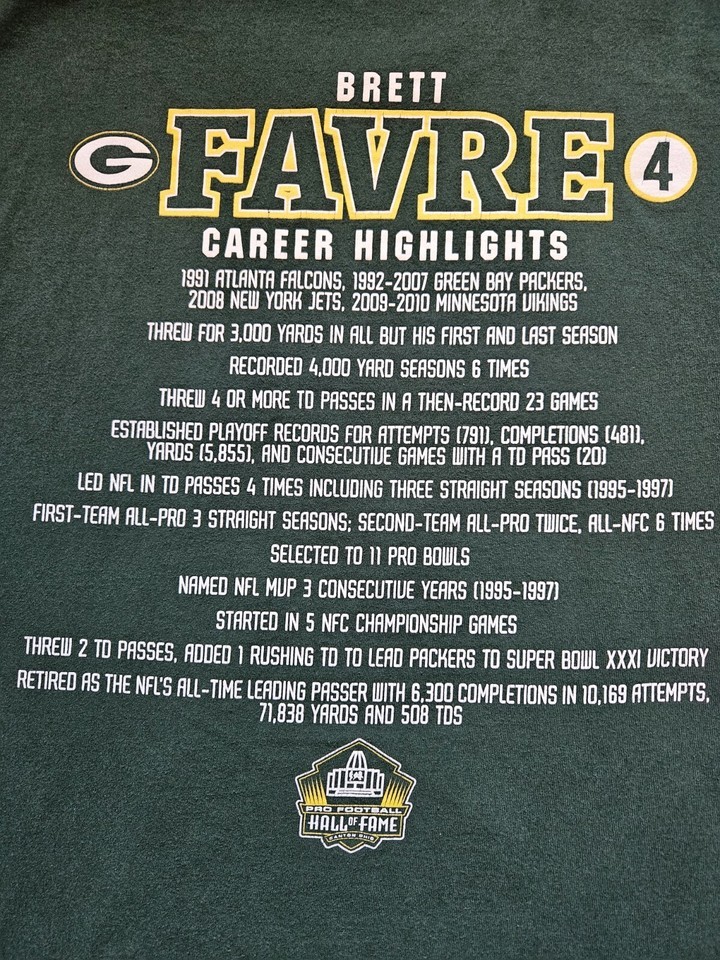 BRETT
G FAVRE 4
CAREER HIGHLIGHTS
1991 ATLANTA FALCONS, 1992-2007 GREEN BAY PACKERS,
2008 NEW YORK JETS, 2009-2010 MINNESOTA VIKINGS
THREW FOR 3,000 YARDS IN ALL BUT HIS FIRST AND LAST SEASON
RECORDED 4,000 YARD SEASONS 6 TIMES
THREW 4 OR MORE TD PASSES IN A THEN-RECORD 23 GAMES
ESTABLISHED PLAYOFF RECORDS FOR ATTEMPTS (791), COMPLETIONS (481),
YARDS (5,855), AND CONSECUTIVE GAMES WITH A TD PASS (20)
LED NFL IN TD PASSES 4 TIMES INCLUDING THREE STRAIGHT SEASONS (1995-1997)
FIRST-TEAM ALL-PRO 3 STRAIGHT SEASONS; SECOND-TEAM ALL-PRO TWICE, ALL-NFC 6 TIMES
SELECTED TO 11 PRO BOWLS
NAMED NFL MVP 3 CONSECUTIVE YEARS (1995-1997)
STARTED IN 5 NFC CHAMPIONSHIP GAMES
THREW 2 TD PASSES, ADDED 1 RUSHING TD TO LEAD PACKERS TO SUPER BOWL XXXI VICTORY
RETIRED AS THE NFL'S ALL-TIME LEADING PASSER WITH 6,300 COMPLETIONS IN 10,169 ATTEMPTS,
71,838 YARDS AND 508 TDS
PRO FOOTBALL
HALL OF FAME
CANTON OHIO